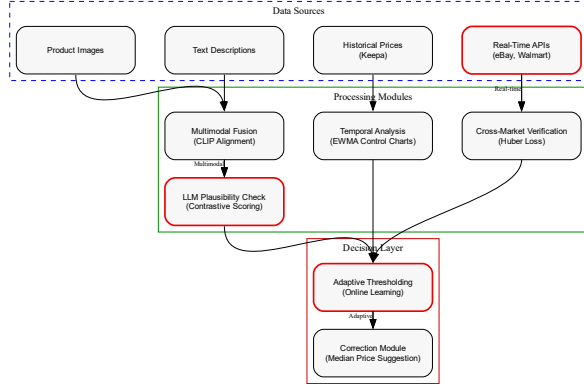 Data Sources
Product Images
Text Descriptions
Historical Prices
(Keepa)
Real-Time APIs
(eBay, Walmart)
Real-time
Processing Modules
Multimodal Fusion
(CLIP Alignment)
Temporal Analysis
(EWMA Control Charts)
Cross-Market Verification
(Huber Loss)
Multimodal
LLM Plausibility Check
(Contrastive Scoring)
Decision Layer
Adaptive Thresholding
(Online Learning)
Adaptive
Correction Module
(Median Price Suggestion)